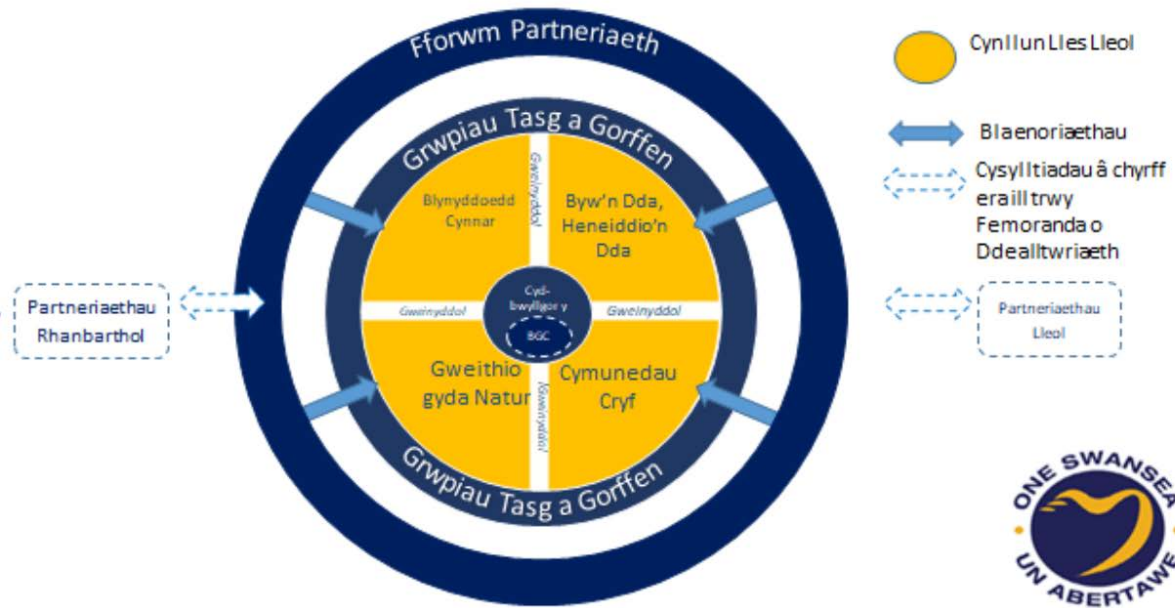 Fforwm Partneriaeth
Grwpiau Tasg a Gorffen
Blynyddoedd
Cynnar
Gweinyddol
Byw'n Dda,
Heneiddio'n
Dda
Gweinyddol
Cyd-
bwyllgor y
BGC
Gweinyddol
Gweithio
gyda Natur
Gweinyddol
Cymunedau
Cryf
Grwpiau Tasg a Gorffen
Partneriaethau
Rhanbarthol
Cynllun Lles Lleol
Blaenoriaethau
Cysylltiadau â chyrff
eraill trwy
Femoranda o
Ddealltwriaeth
Partneriaethau
Lleol
ONE SWANSEA
UN ABERTAWE